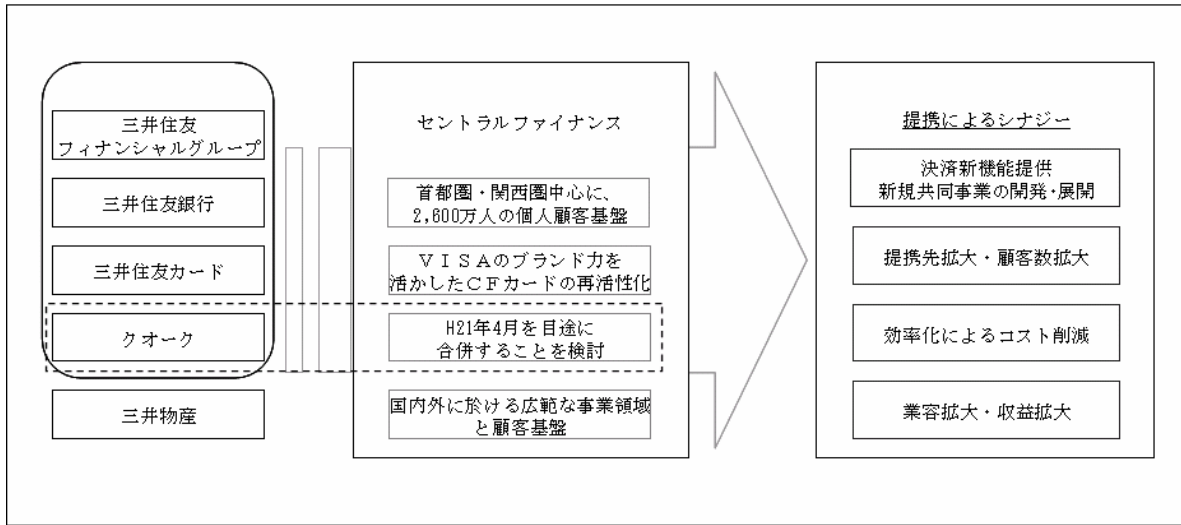 三井住友
フィナンシャルグループ
三井住友銀行
三井住友カード
クオーク
三井物産
セントラルファイナンス
首都圏・関西圏中心に、
2,600万人の個人顧客基盤
ＶＩＳＡのブランド力を
活かしたＣＦカードの再活性化
H21年4月を目途に
合併することを検討
国内外に於ける広範な事業領域
と顧客基盤
提携によるシナジー
決済新機能提供
新規共同事業の開発・展開
提携先拡大・顧客数拡大
効率化によるコスト削減
業容拡大・収益拡大